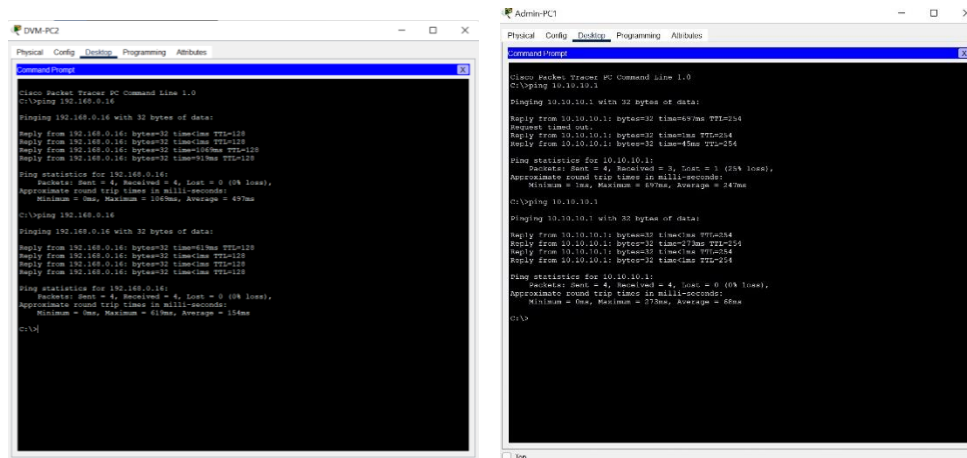 DVM-PC2
Physical Config Desktop Programming Attributes
Command Prompt X
Cisco Packet Tracer PC Command Line 1.0
C:\>ping 192.168.0.16
Pinging 192.168.0.16 with 32 bytes of data:
Reply from 192.168.0.16: bytes=32 time<1ms TTL=128
Reply from 192.168.0.16: bytes=32 time<1ms TTL=128
Reply from 192.168.0.16: bytes=32 time=1069ms TTL=128
Reply from 192.168.0.16: bytes=32 time=919ms TTL=128
Ping statistics for 192.168.0.16:
Packets: Sent = 4, Received = 4, Lost = 0 (0% loss),
Approximate round trip times in milli-seconds:
Minimum = 0ms, Maximum = 1069ms, Average = 497ms
C:\>ping 192.168.0.16
Pinging 192.168.0.16 with 32 bytes of data:
Reply from 192.168.0.16: bytes=32 time=619ms TTL=128
Reply from 192.168.0.16: bytes=32 time<1ms TTL=128
Reply from 192.168.0.16: bytes=32 time<1ms TTL=128
Reply from 192.168.0.16: bytes=32 time<1ms TTL=128
Ping statistics for 192.168.0.16:
Packets: Sent = 4, Received = 4, Lost = 0 (0% loss),
Approximate round trip times in milli-seconds:
Minimum = 0ms, Maximum = 619ms, Average = 154ms
C:\>
Admin-PC1
Physical Config Desktop Programming Attributes
Command Prompt X
Cisco Packet Tracer PC Command Line 1.0
C:\>ping 10.10.10.1
Pinging 10.10.10.1 with 32 bytes of data:
Reply from 10.10.10.1: bytes=32 time=697ms TTL=254
Request timed out.
Reply from 10.10.10.1: bytes=32 time=1ms TTL=254
Reply from 10.10.10.1: bytes=32 time=45ms TTL=254
Ping statistics for 10.10.10.1:
Packets: Sent = 4, Received = 3, Lost = 1 (25% loss),
Approximate round trip times in milli-seconds:
Minimum = 1ms, Maximum = 697ms, Average = 247ms
C:\>ping 10.10.10.1
Pinging 10.10.10.1 with 32 bytes of data:
Reply from 10.10.10.1: bytes=32 time<1ms TTL=254
Reply from 10.10.10.1: bytes=32 time=273ms TTL=254
Reply from 10.10.10.1: bytes=32 time<1ms TTL=254
Reply from 10.10.10.1: bytes=32 time<1ms TTL=254
Ping statistics for 10.10.10.1:
Packets: Sent = 4, Received = 4, Lost = 0 (0% loss),
Approximate round trip times in milli-seconds:
Minimum = 0ms, Maximum = 273ms, Average = 68ms
C:\>
Top